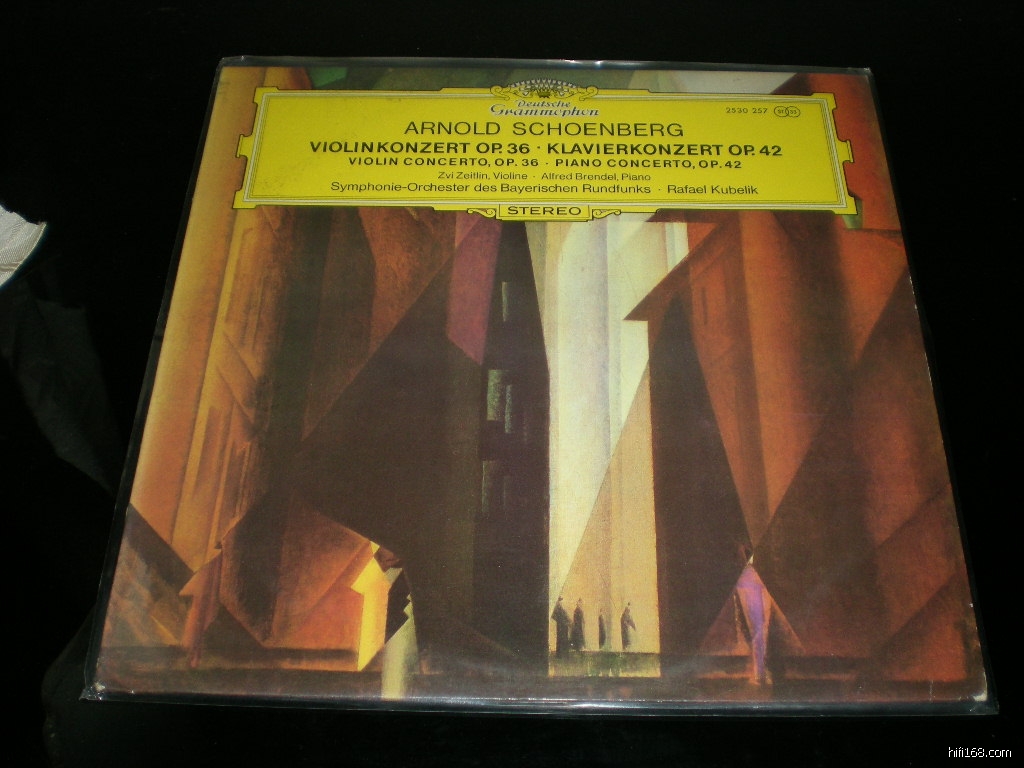 Deutsche
Grammophon
2530 257
ARNOLD SCHOENBERG
VIOLINKONZERT OP. 36 · KLAVIERKONZERT OP. 42
VIOLIN CONCERTO, OP. 36 · PIANO CONCERTO, OP. 42
Zvi Zeitlin, Violine · Alfred Brendel, Piano
Symphonie-Orchester des Bayerischen Rundfunks · Rafael Kubelik
STEREO
hifi168.com